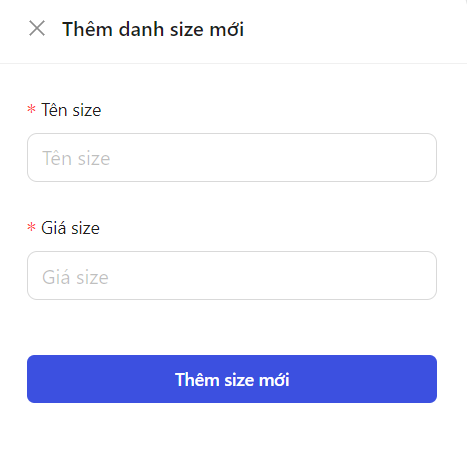 Thêm danh size mới
* Tên size
Tên size
* Giá size
Giá size
Thêm size mới